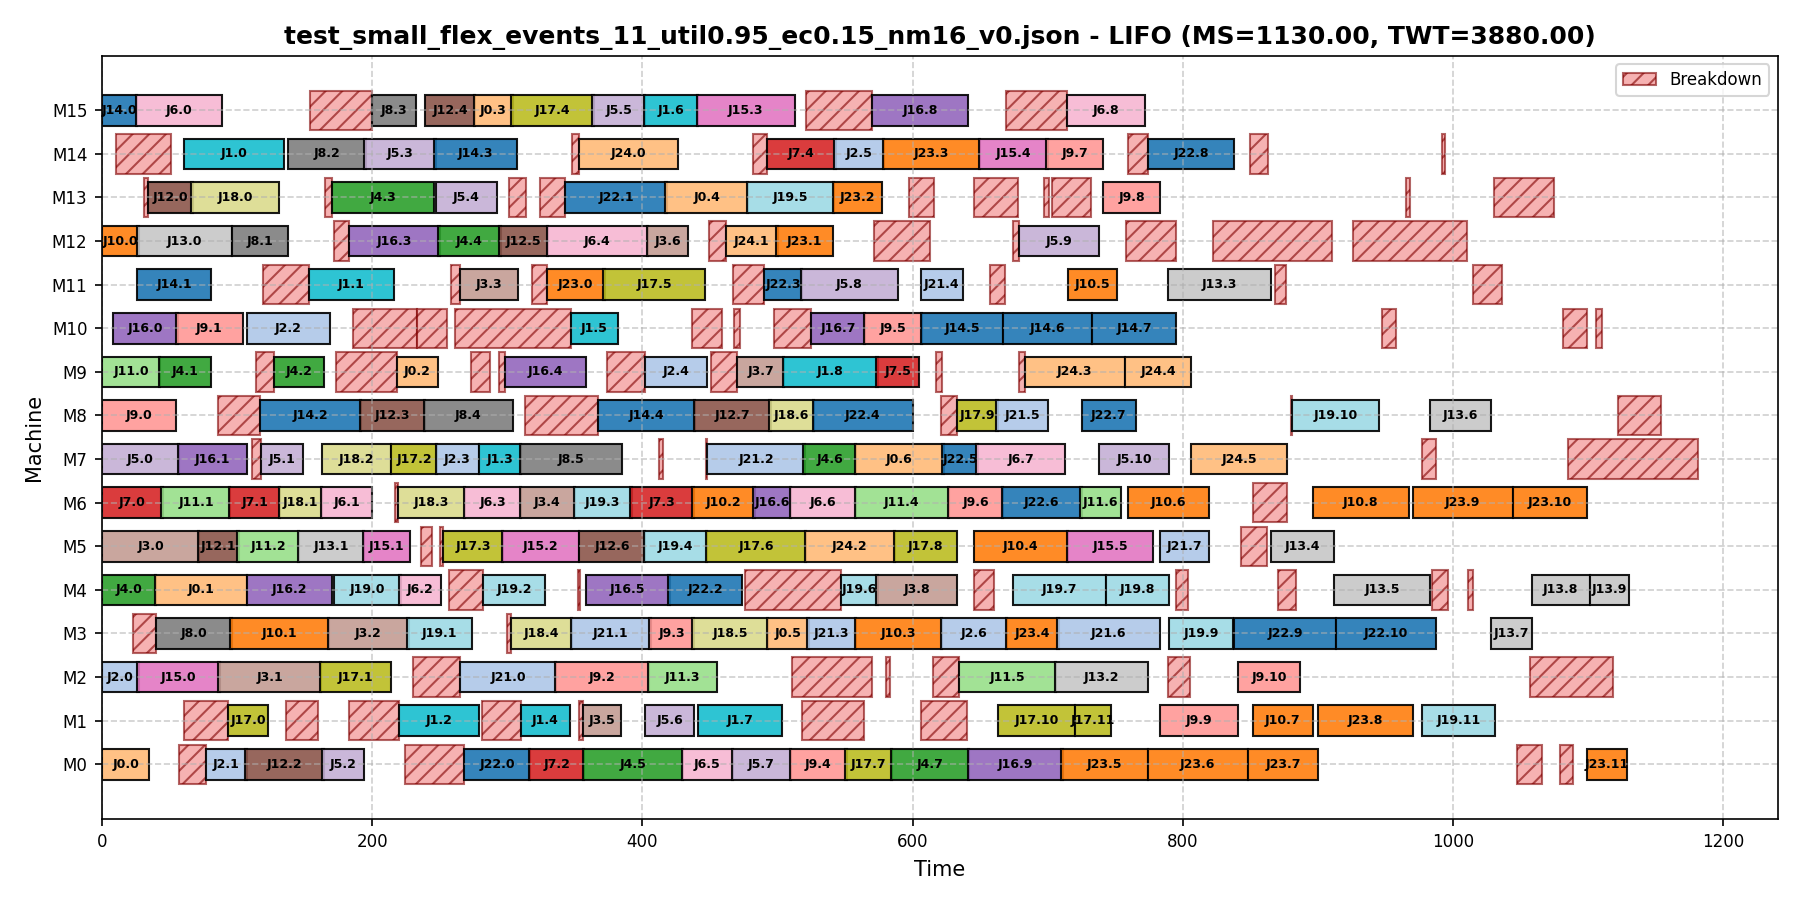 test_small_flex_events_11_util0.95_ec0.15_nm16_v0.json - LIFO (MS=1130.00, TWT=3880.00)
Breakdown
M15 J14.0 J6.0 J8.3 J12.4 J0.3 J17.4 J5.5 J1.6 J15.3 J16.8 J6.8
M14 J1.0 J8.2 J5.3 J14.3 J24.0 J7.4 J2.5 J23.3 J15.4 J9.7 J22.8
M13 J12.0 J18.0 J4.3 J5.4 J22.1 J0.4 J19.5 J23.2 J9.8
M12 J10.0 J13.0 J8.1 J16.3 J4.4 J12.5 J6.4 J3.6 J24.1 J23.1 J5.9
M11 J14.1 J1.1 J3.3 J23.0 J17.5 J22.3 J5.8 J21.4 J10.5 J13.3
M10 J16.0 J9.1 J2.2 J1.5 J16.7 J9.5 J14.5 J14.6 J14.7
M9 J11.0 J4.1 J4.2 J0.2 J16.4 J2.4 J3.7 J1.8 J7.5 J24.3 J24.4
M8 J9.0 J14.2 J12.3 J8.4 J14.4 J12.7 J18.6 J22.4 J17.9 J21.5 J22.7 J19.10 J13.6
M7 J5.0 J16.1 J5.1 J18.2 J17.2 J2.3 J1.3 J8.5 J21.2 J4.6 J0.6 J22.5 J6.7 J5.10 J24.5
M6 J7.0 J11.1 J7.1 J18.1 J6.1 J18.3 J6.3 J3.4 J19.3 J7.3 J10.2 J16.6 J6.6 J11.4 J9.6 J22.6 J11.6 J10.6 J10.8 J23.9 J23.10
M5 J3.0 J12.1 J11.2 J13.1 J15.1 J17.3 J15.2 J12.6 J19.4 J17.6 J24.2 J17.8 J10.4 J15.5 J21.7 J13.4
M4 J4.0 J0.1 J16.2 J19.0 J6.2 J19.2 J16.5 J22.2 J19.6 J3.8 J19.7 J19.8 J13.5 J13.8 J13.9
M3 J8.0 J10.1 J3.2 J19.1 J18.4 J21.1 J9.3 J18.5 J0.5 J21.3 J10.3 J2.6 J23.4 J21.6 J19.9 J22.9 J22.10 J13.7
M2 J2.0 J15.0 J3.1 J17.1 J21.0 J9.2 J11.3 J11.5 J13.2 J9.10
M1 J17.0 J1.2 J1.4 J3.5 J5.6 J1.7 J17.10 J17.11 J9.9 J10.7 J23.8 J19.11
M0 J0.0 J2.1 J12.2 J5.2 J22.0 J7.2 J4.5 J6.5 J5.7 J9.4 J17.7 J4.7 J16.9 J23.5 J23.6 J23.7 J23.11
0 200 400 600 800 1000 1200
Time
Machine